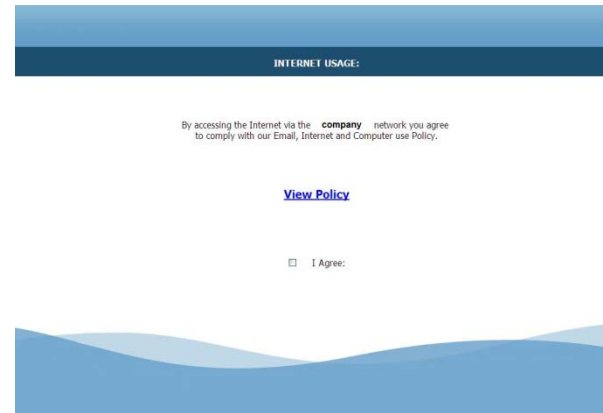 INTERNET USAGE:
By accessing the Internet via the company network you agree
to comply with our Email, Internet and Computer use Policy.
View Policy
I Agree: